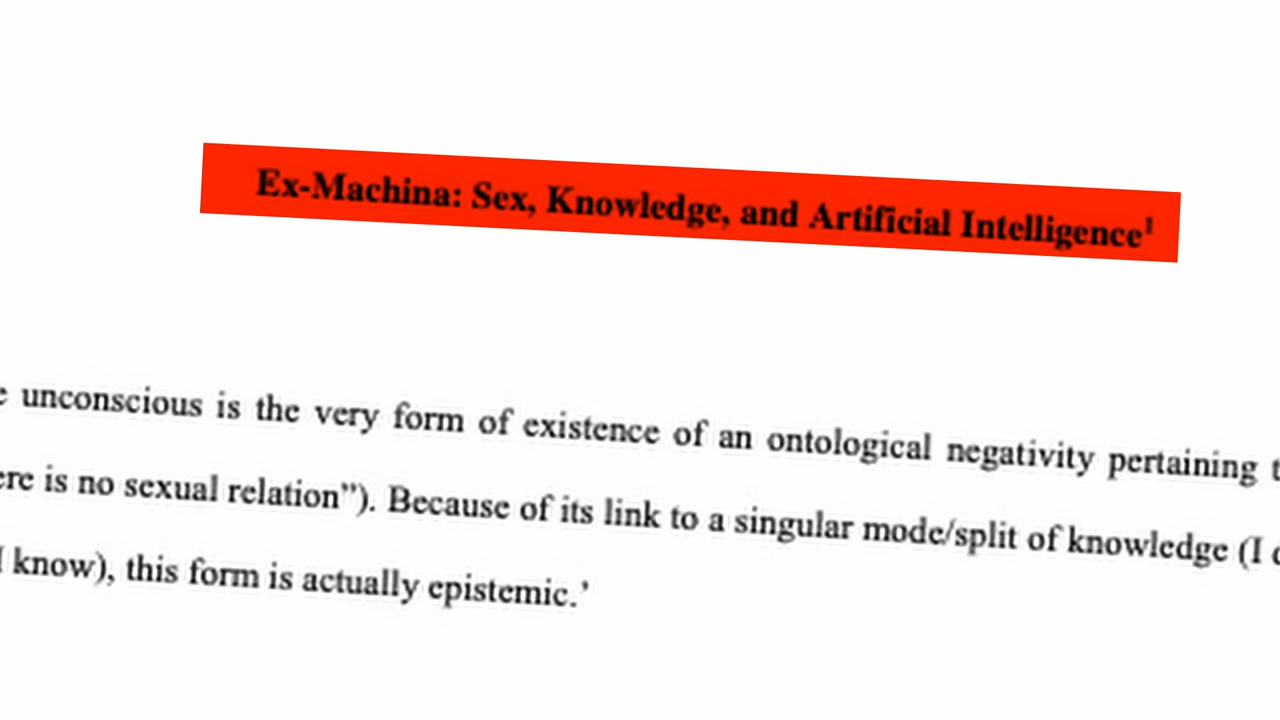 Ex-Machina: Sex, Knowledge, and Artificial Intelligence¹
unconscious is the very form of existence of an ontological negativity pertaining
is no sexual relation”). Because of its link to a singular mode/split of knowledge (I
I know), this form is actually epistemic.’